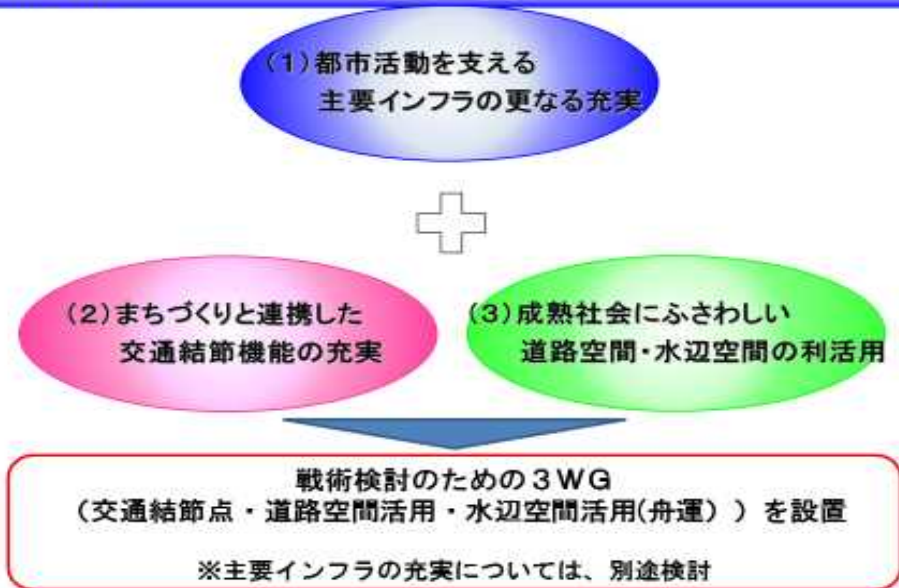 (1)都市活動を支える
主要インフラの更なる充実
(2)まちづくりと連携した
交通結節機能の充実
(3)成熟社会にふさわしい
道路空間・水辺空間の利活用
戦術検討のための3WG
(交通結節点・道路空間活用・水辺空間活用(舟運))を設置
※主要インフラの充実については、別途検討